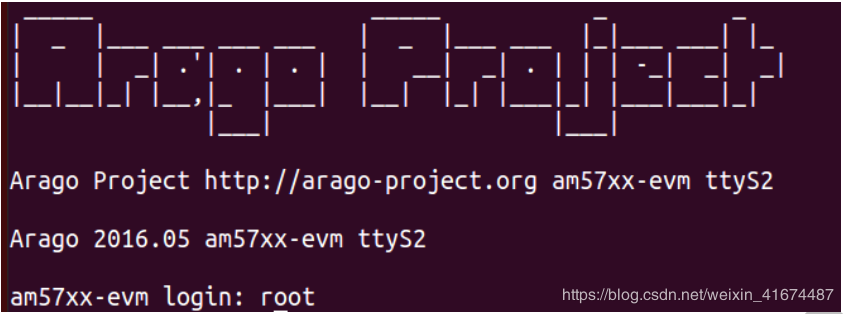 Arago Project
Arago Project http://arago-project.org am57xx-evm ttyS2
Arago 2016.05 am57xx-evm ttyS2
am57xx-evm login: root
https://blog.csdn.net/weixin_41674487